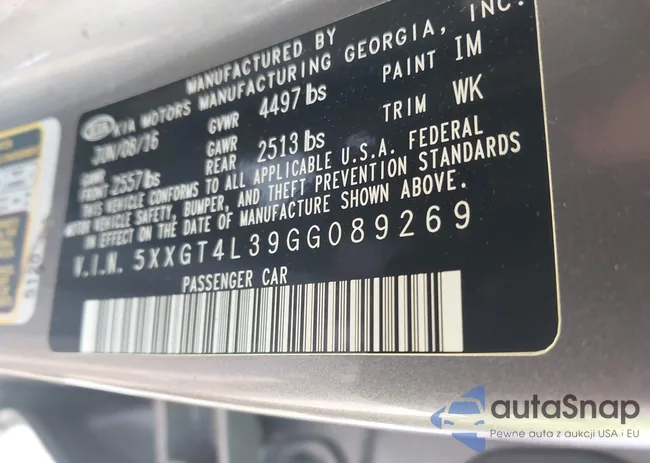 MANUFACTURED BY
KIA KIA MOTORS MANUFACTURING GEORGIA, INC.
JUN/08/16 GVWR 4497 lbs PAINT IM
GAWR FRONT 2557 lbs GAWR REAR 2513 lbs TRIM WK
THIS VEHICLE CONFORMS TO ALL APPLICABLE U.S.A. FEDERAL
MOTOR VEHICLE SAFETY, BUMPER, AND THEFT PREVENTION STANDARDS
IN EFFECT ON THE DATE OF MANUFACTURE SHOWN ABOVE.
V.I.N. 5XXGT4L39GG089269
PASSENGER CAR
autaSnap
Pewne auta z aukcji USA i EU